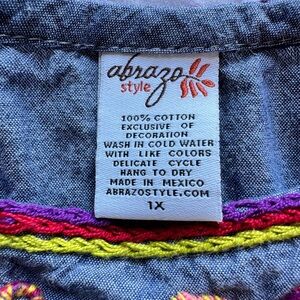 abrazo
style
100% COTTON
EXCLUSIVE OF
DECORATION
WASH IN COLD WATER
WITH LIKE COLORS
DELICATE CYCLE
HANG TO DRY
MADE IN MEXICO
ABRAZOSTYLE.COM
1X